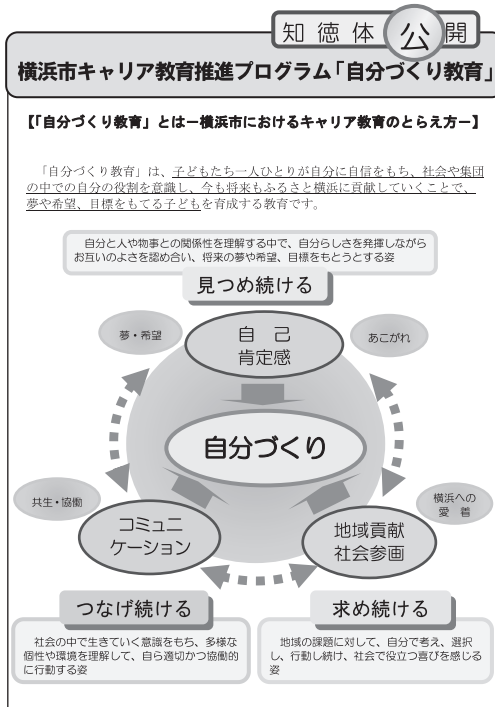 知 徳 体 公 開
横浜市キャリア教育推進プログラム「自分づくり教育」
【「自分づくり教育」とは－横浜市におけるキャリア教育のとらえ方－】
「自分づくり教育」は、子どもたち一人ひとりが自分に自信をもち、社会や集団
の中での自分の役割を意識し、今も将来もふるさと横浜に貢献していくことで、
夢や希望、目標をもてる子どもを育成する教育です。
自分と人や物事との関係性を理解する中で、自分らしさを発揮しながら
お互いのよさを認め合い、将来の夢や希望、目標をもとうとする姿
見つめ続ける
夢・希望
自 己
肯定感
あこがれ
自分づくり
共生・協働
コミュニ
ケーション
地域貢献
社会参画
横浜への
愛 着
つなげ続ける
社会の中で生きていく意識をもち、多様な
個性や環境を理解して、自ら適切かつ協働的
に行動する姿
求め続ける
地域の課題に対して、自分で考え、選択
し、行動し続け、社会で役立つ喜びを感じる
姿